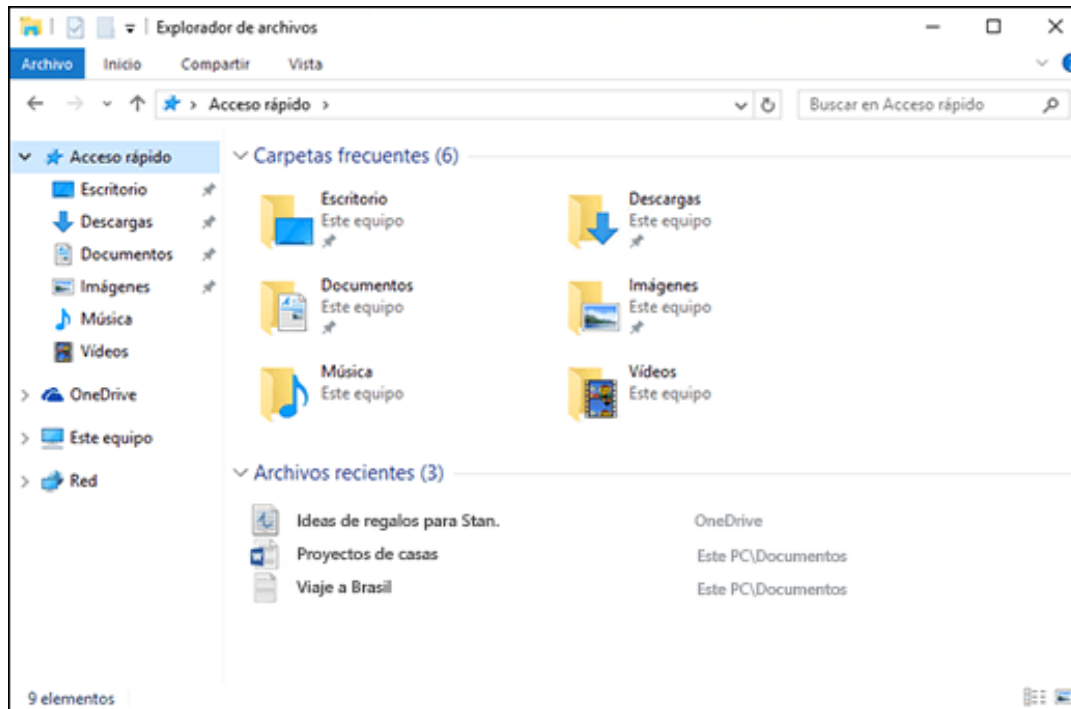 Explorador de archivos
Archivo Inicio Compartir Vista
Acceso rápido
Buscar en Acceso rápido
Acceso rápido
Escritorio
Descargas
Documentos
Imágenes
Música
Vídeos
OneDrive
Este equipo
Red
Carpetas frecuentes (6)
Escritorio
Este equipo
Descargas
Este equipo
Documentos
Este equipo
Imágenes
Este equipo
Música
Este equipo
Vídeos
Este equipo
Archivos recientes (3)
Ideas de regalos para Stan. OneDrive
Proyectos de casas Este PC\Documentos
Viaje a Brasil Este PC\Documentos
9 elementos